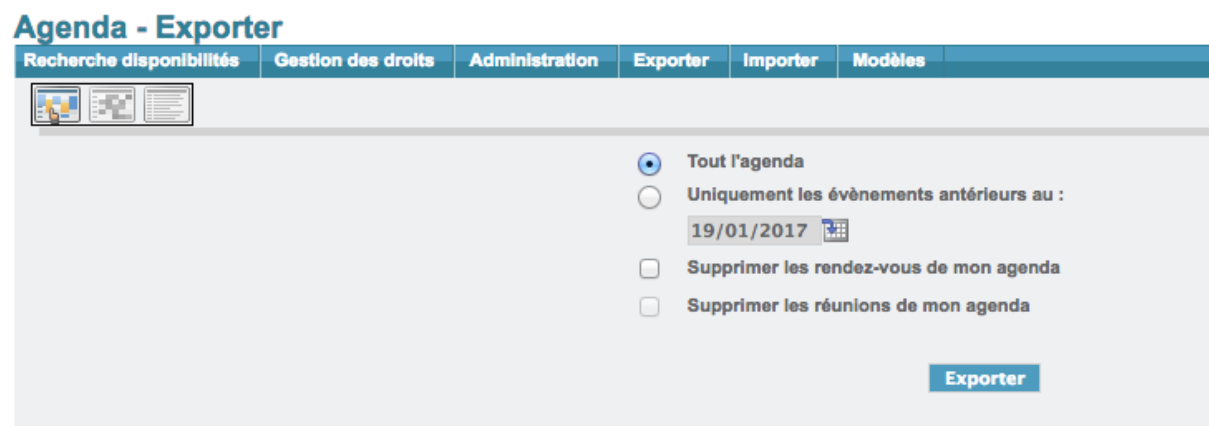 Agenda - Exporter
Recherche disponibilités Gestion des droits Administration Exporter Importer Modèles
Tout l'agenda
Uniquement les évènements antérieurs au :
19/01/2017
Supprimer les rendez-vous de mon agenda
Supprimer les réunions de mon agenda
Exporter